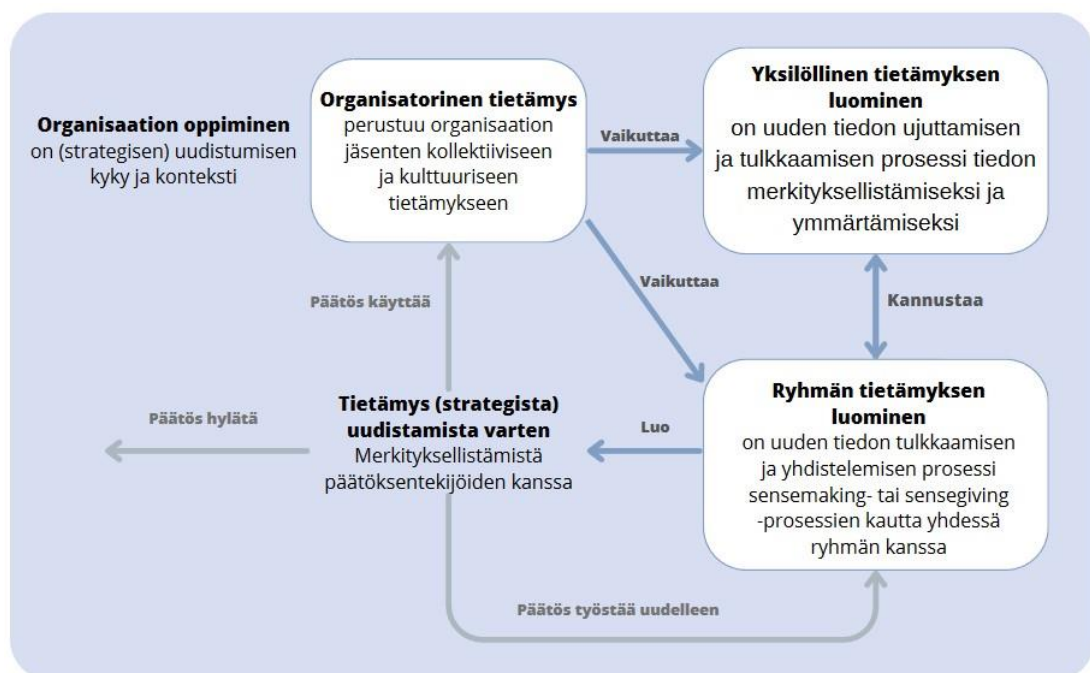 Organisaation oppiminen
on (strategisen) uudistumisen
kyky ja konteksti
Organisatorinen tietämys
perustuu organisaation
jäsenten kollektiiviseen
ja kulttuuriseen
tietämykseen
Vaikuttaa
Yksilöllinen tietämyksen
luominen
on uuden tiedon ujuttamisen
ja tulkkaamisen prosessi tiedon
merkityksellistämiseksi ja
ymmärtämiseksi
Päätös käyttää
Vaikuttaa
Kannustaa
Päätös hylätä
Tietämys (strategista)
uudistamista varten
Merkityksellistämistä
päätöksentekijöiden kanssa
Luo
Ryhmän tietämyksen
luominen
on uuden tiedon tulkkaamisen
ja yhdistelemisen prosessi
sensemaking- tai sensegiving
-prosessien kautta yhdessä
ryhmän kanssa
Päätös työstää uudelleen